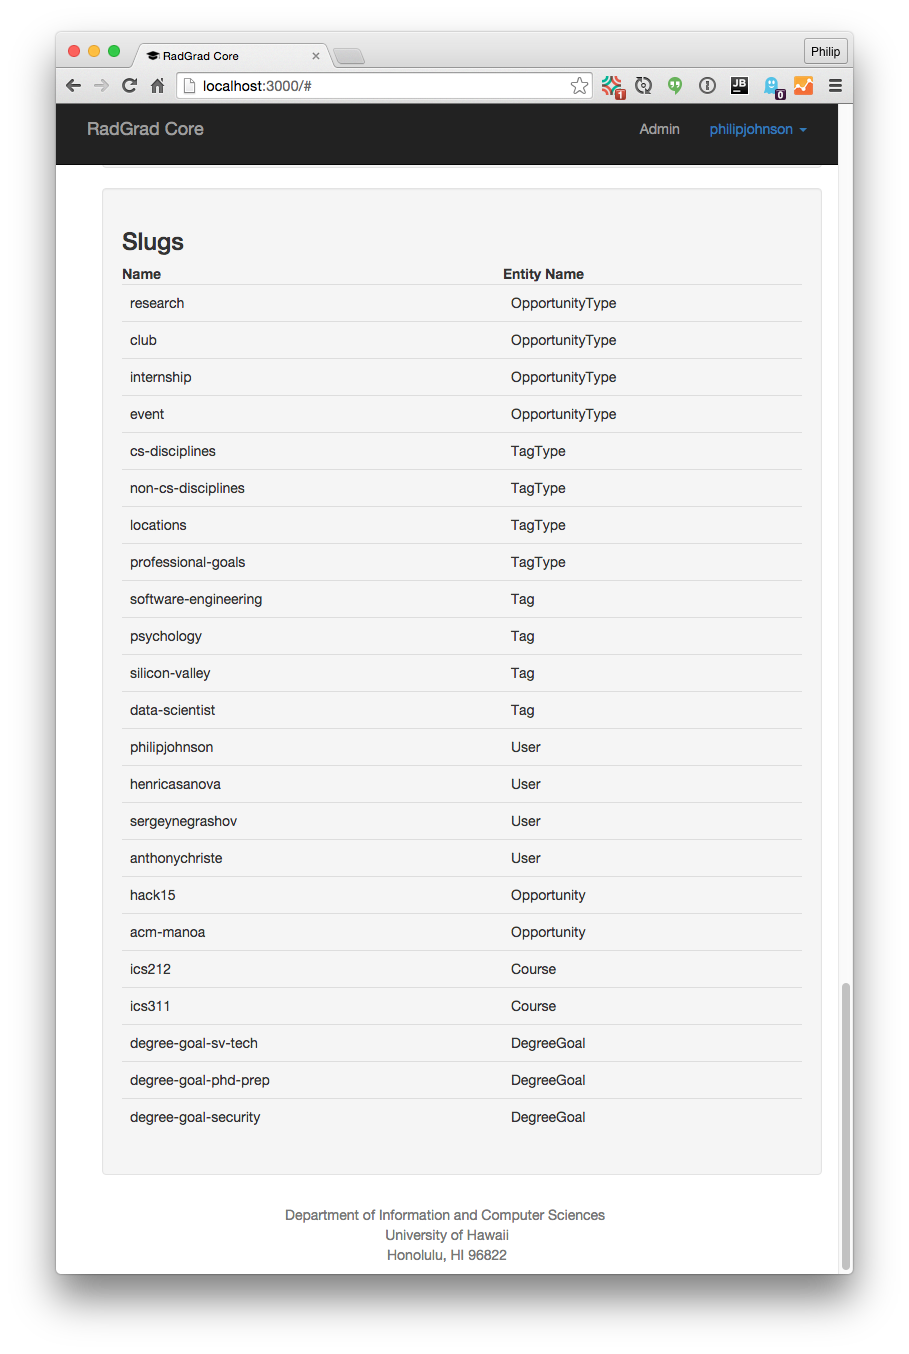 RadGrad Core
Philip
localhost:3000/#
1
JB
0
RadGrad Core Admin philipjohnson
Slugs
Name Entity Name
research OpportunityType
club OpportunityType
internship OpportunityType
event OpportunityType
cs-disciplines TagType
non-cs-disciplines TagType
locations TagType
professional-goals TagType
software-engineering Tag
psychology Tag
silicon-valley Tag
data-scientist Tag
philipjohnson User
henricasanova User
sergeynegrashov User
anthonychriste User
hack15 Opportunity
acm-manoa Opportunity
ics212 Course
ics311 Course
degree-goal-sv-tech DegreeGoal
degree-goal-phd-prep DegreeGoal
degree-goal-security DegreeGoal
Department of Information and Computer Sciences
University of Hawaii
Honolulu, HI 96822